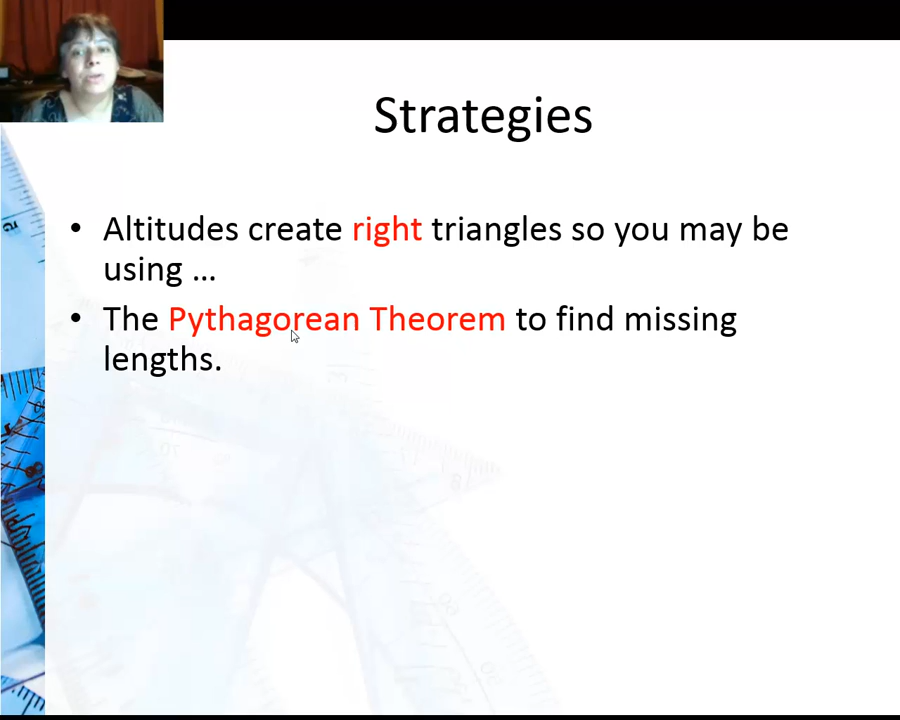 Strategies
• Altitudes create right triangles so you may be
using ...
• The Pythagorean Theorem to find missing
lengths.